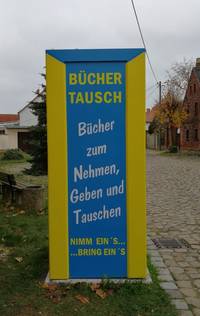 BÜCHER
TAUSCH
Bücher
zum
Nehmen,
Geben und
Tauschen
NIMM EIN´S...
...BRING EIN´S